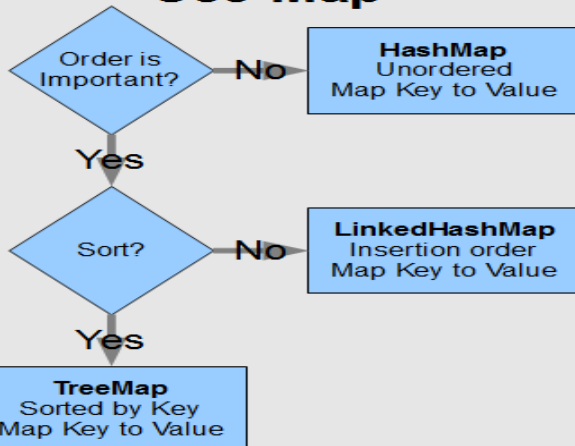 Order is
Important?
No
HashMap
Unordered
Map Key to Value
Yes
Sort?
No
LinkedHashMap
Insertion order
Map Key to Value
Yes
TreeMap
Sorted by Key
Map Key to Value